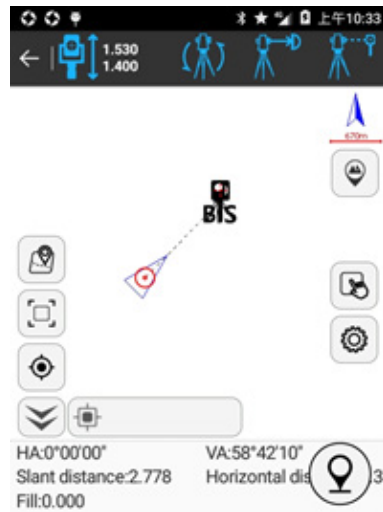 上午10:33
1.530
1.400
670m
BTS
HA:0°00'00" VA:58°42'10"
Slant distance:2.778 Horizontal dis 3
Fill:0.000